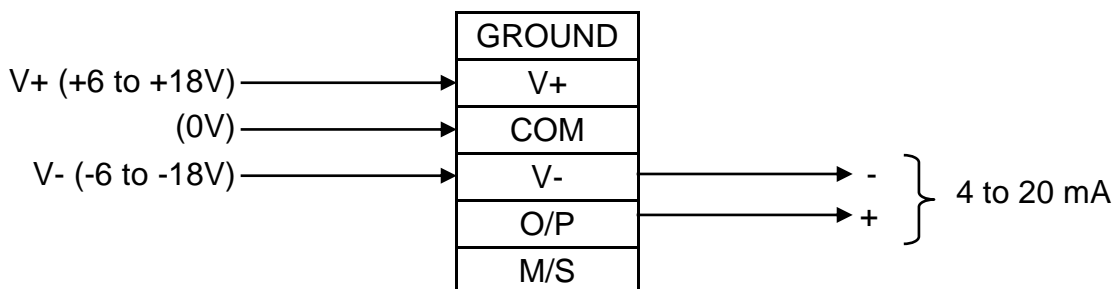 GROUND
V+ (+6 to +18V) V+
(0V) COM
V- (-6 to -18V) V- -
4 to 20 mA
O/P +
M/S